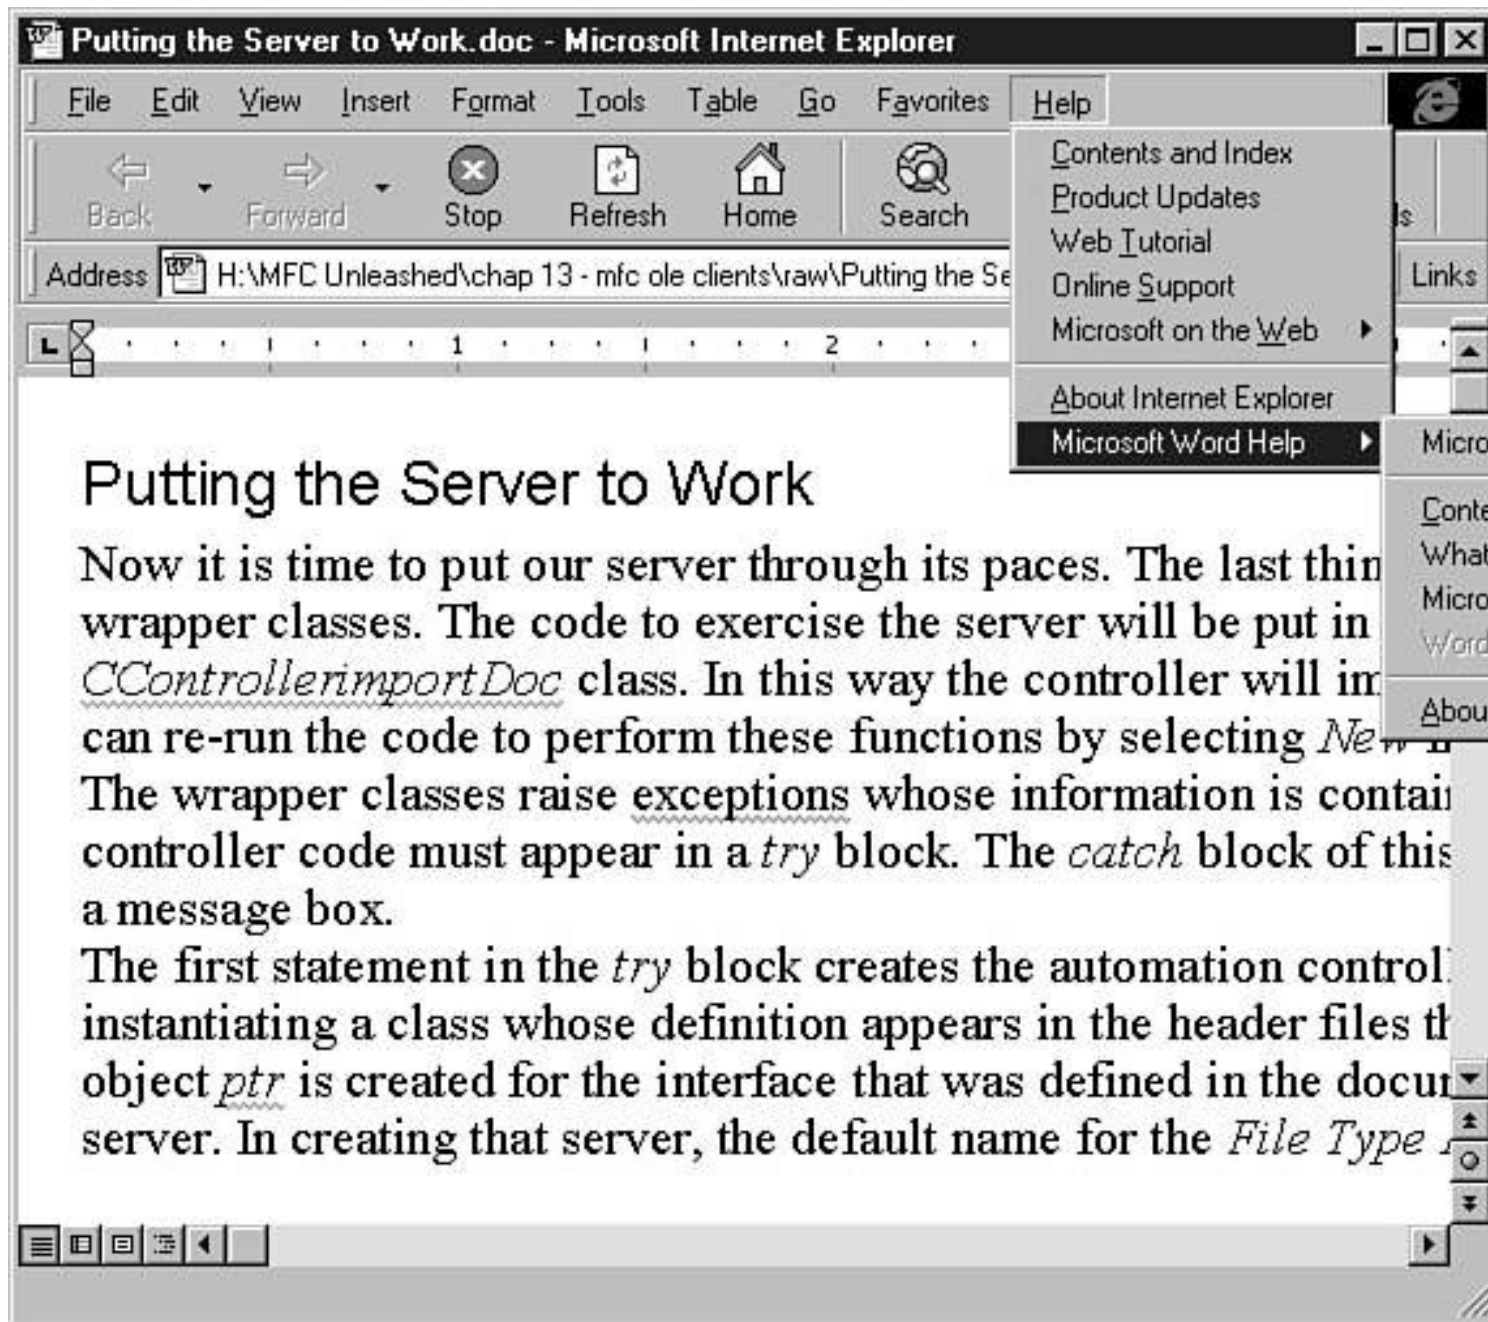 Putting the Server to Work.doc - Microsoft Internet Explorer
File Edit View Insert Format Tools Table Go Favorites Help
Contents and Index
Product Updates
Web Tutorial
Online Support
Microsoft on the Web
About Internet Explorer
Microsoft Word Help
Back Forward Stop Refresh Home Search
Address H:\MFC Unleashed\chap 13 - mfc ole clients\raw\Putting the Se Links
1 2
Putting the Server to Work
Now it is time to put our server through its paces. The last thin
wrapper classes. The code to exercise the server will be put in
CControllerimportDoc class. In this way the controller will im
can re-run the code to perform these functions by selecting New
The wrapper classes raise exceptions whose information is contai
controller code must appear in a try block. The catch block of this
a message box.
The first statement in the try block creates the automation control
instantiating a class whose definition appears in the header files th
object ptr is created for the interface that was defined in the docu
server. In creating that server, the default name for the File Type
Micro
Conte
What
Micro
Word
Abou